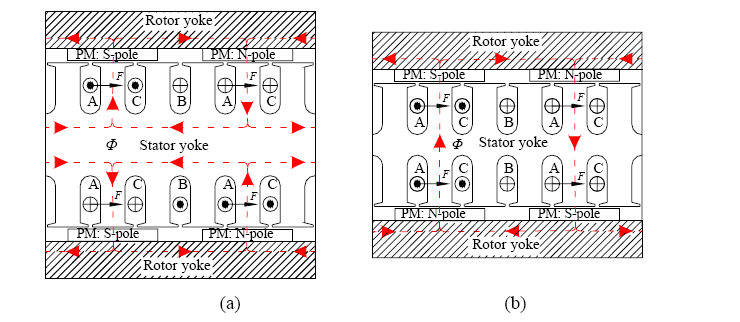 Rotor yoke
PM: S-pole PM: N-pole
F F
A C B A C
Φ Stator yoke
A C B A C
F F
PM: S-pole PM: N-pole
Rotor yoke
(a)
Rotor yoke
PM: S-pole PM: N-pole
F F
A C B A C
Φ Stator yoke
A C B A C
F F
PM: N-pole PM: S-pole
Rotor yoke
(b)